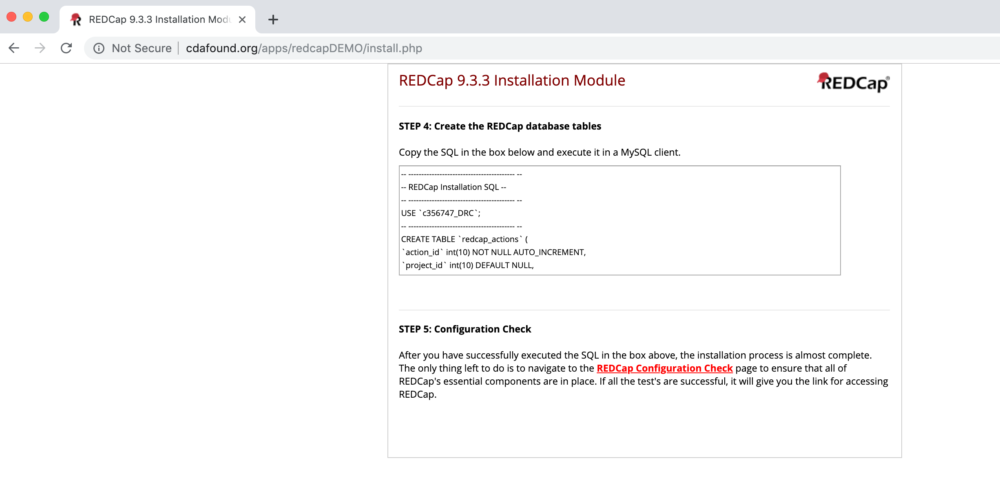 REDCap 9.3.3 Installation Modu
Not Secure cdafound.org/apps/redcapDEMO/install.php
REDCap 9.3.3 Installation Module
REDCap®
STEP 4: Create the REDCap database tables
Copy the SQL in the box below and execute it in a MySQL client.
-- ----------------------------------------- --
-- REDCap Installation SQL --
-- ----------------------------------------- --
USE `c356747_DRC`;
-- ----------------------------------------- --
CREATE TABLE `redcap_actions` (
`action_id` int(10) NOT NULL AUTO_INCREMENT,
`project_id` int(10) DEFAULT NULL,
STEP 5: Configuration Check
After you have successfully executed the SQL in the box above, the installation process is almost complete.
The only thing left to do is to navigate to the REDCap Configuration Check page to ensure that all of
REDCap's essential components are in place. If all the test's are successful, it will give you the link for accessing
REDCap.